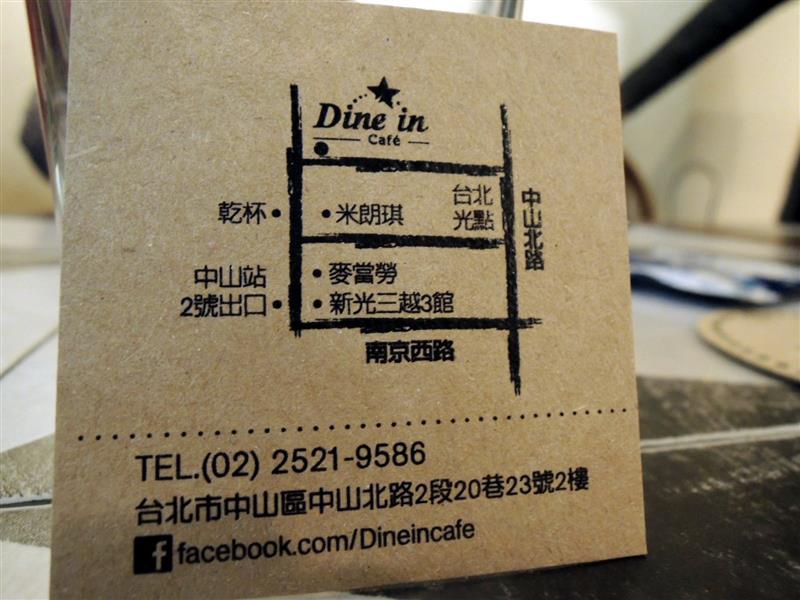 Dine in
Café
台北
光點
中山北路
乾杯
米朗琪
中山站
2號出口
麥當勞
新光三越3館
南京西路
TEL.(02) 2521-9586
台北市中山區中山北路2段20巷23號2樓
facebook.com/Dineincafe